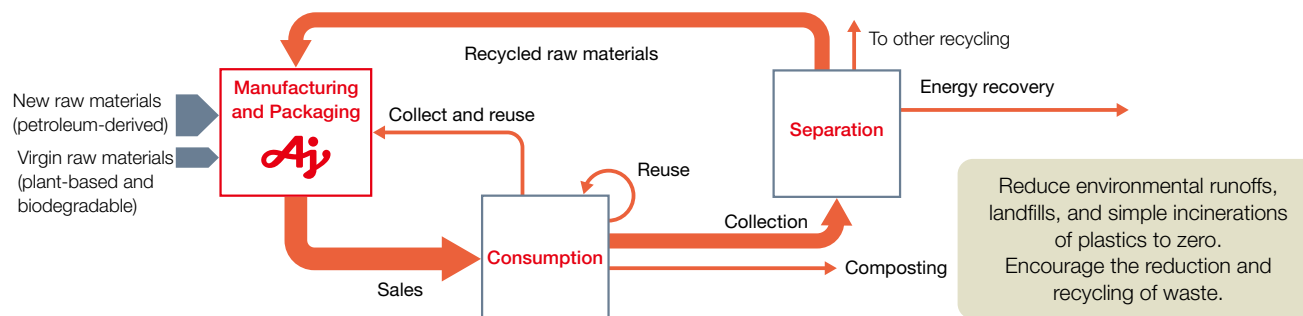 To other recycling
Recycled raw materials
Manufacturing
and Packaging
Aj
New raw materials
(petroleum-derived)
Virgin raw materials
(plant-based and
biodegradable)
Collect and reuse
Energy recovery
Separation
Reuse
Collection
Consumption
Composting
Sales
Reduce environmental runoffs,
landfills, and simple incinerations
of plastics to zero.
Encourage the reduction and
recycling of waste.